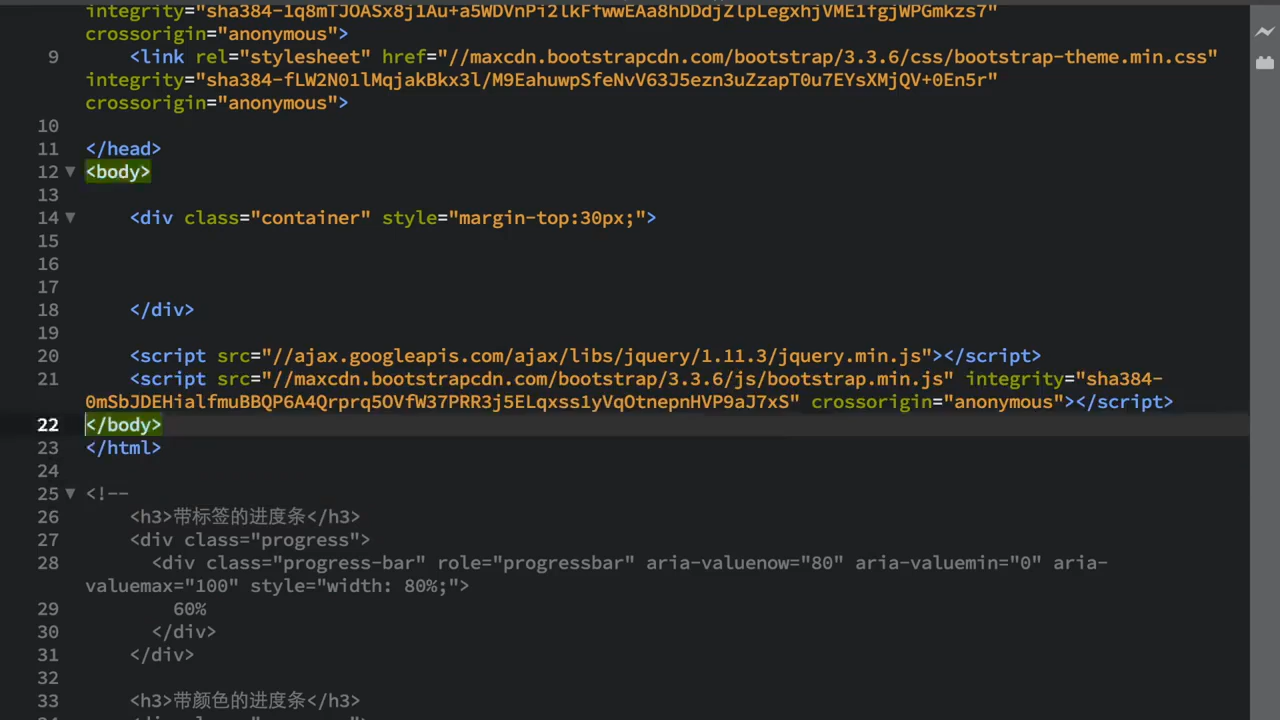 integrity="sha384-1q8mTJOASx8j1Au+a5WDVnPi2lkFfwwEAa8hDDdjZlpLegxhjVME1fgjWPGmkzs7"
crossorigin="anonymous">
9 <link rel="stylesheet" href="//maxcdn.bootstrapcdn.com/bootstrap/3.3.6/css/bootstrap-theme.min.css"
integrity="sha384-fLW2N01lMqjakBkx3l/M9EahuwpSfeNvV63J5ezn3uZzapT0u7EYsXMjQV+0En5r"
crossorigin="anonymous">
10
11 </head>
12 <body>
13
14 <div class="container" style="margin-top:30px;">
15
16
17
18 </div>
19
20 <script src="//ajax.googleapis.com/ajax/libs/jquery/1.11.3/jquery.min.js"></script>
21 <script src="//maxcdn.bootstrapcdn.com/bootstrap/3.3.6/js/bootstrap.min.js" integrity="sha384-
0mSbJDEHialfmuBBQP6A4Qrprq5OVfW37PRR3j5ELqxss1yVqOtnepnHVP9aJ7xS" crossorigin="anonymous"></script>
22 </body>
23 </html>
24
25 <!--
26 <h3>带标签的进度条</h3>
27 <div class="progress">
28 <div class="progress-bar" role="progressbar" aria-valuenow="80" aria-valuemin="0" aria-
valuemax="100" style="width: 80%;">
29 60%
30 </div>
31 </div>
32
33 <h3>带颜色的进度条</h3>